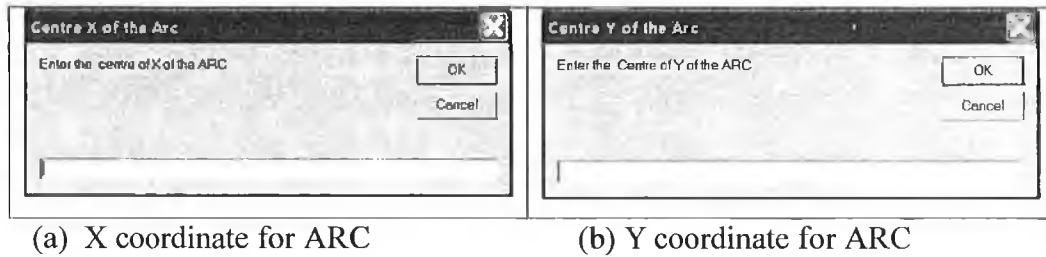 Centre X of the Arc
Enter the centre of X of the ARC
OK
Cancel
Centre Y of the Arc
Enter the Centre of Y of the ARC
OK
Cancel
(a) X coordinate for ARC
(b) Y coordinate for ARC